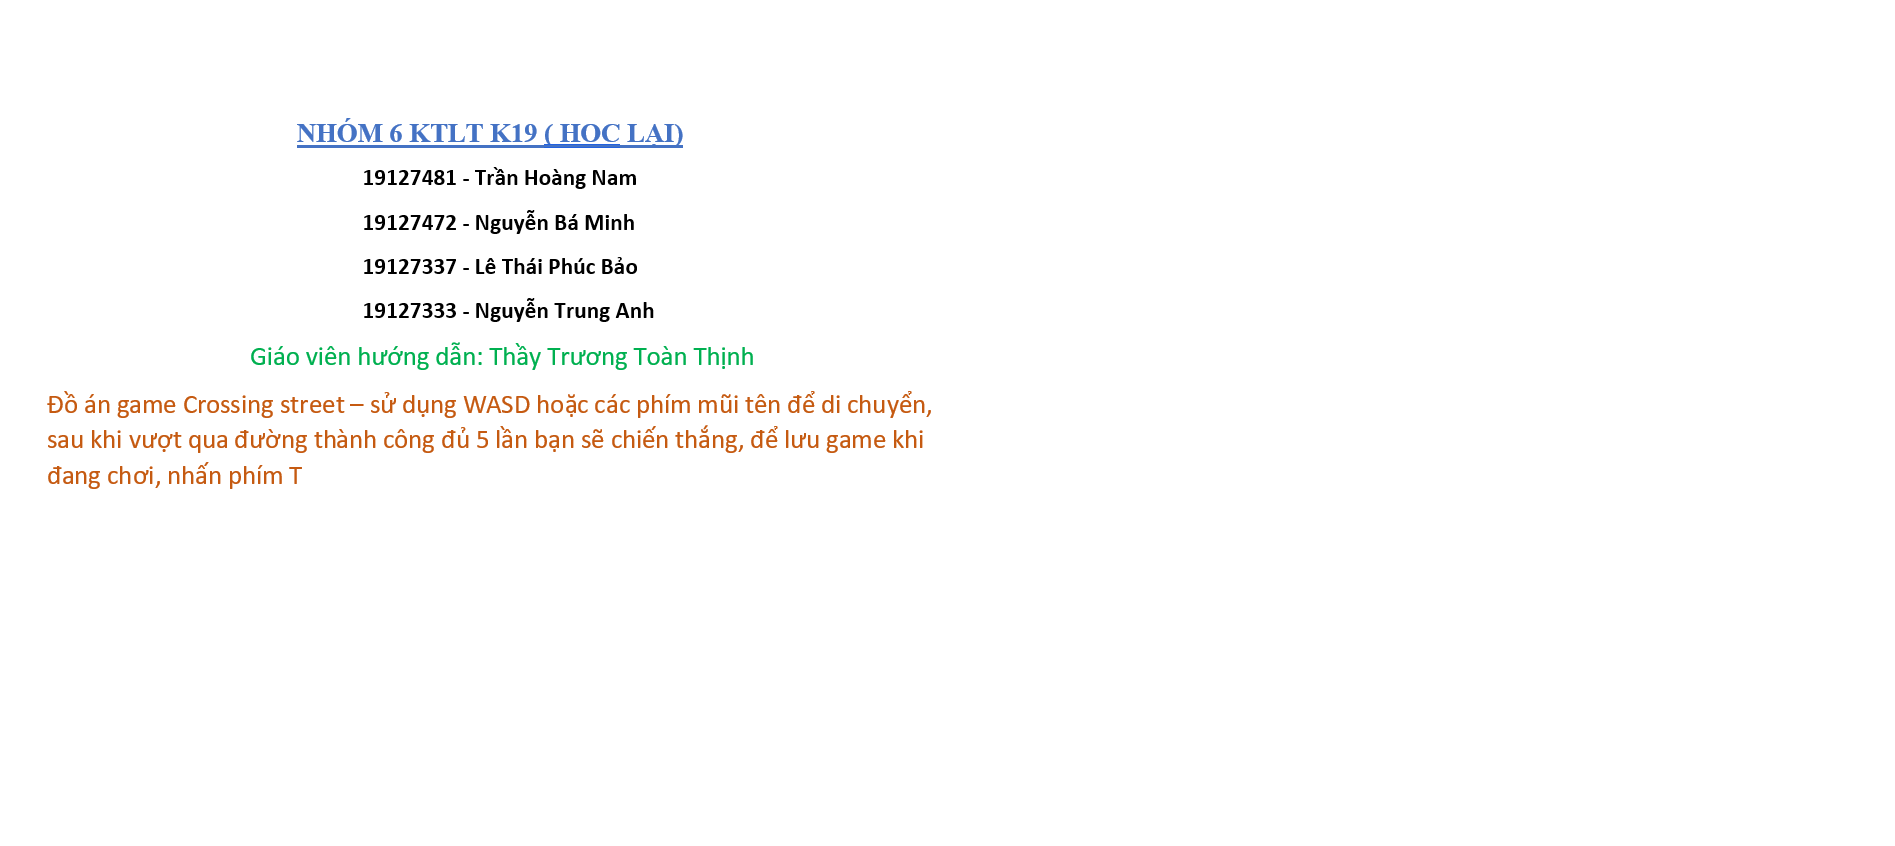 NHÓM 6 KTLT K19 ( HỌC LẠI)
19127481 - Trần Hoàng Nam
19127472 - Nguyễn Bá Minh
19127337 - Lê Thái Phúc Bảo
19127333 - Nguyễn Trung Anh
Giáo viên hướng dẫn: Thầy Trương Toàn Thịnh
Đồ án game Crossing street – sử dụng WASD hoặc các phím mũi tên để di chuyển,
sau khi vượt qua đường thành công đủ 5 lần bạn sẽ chiến thắng, để lưu game khi
đang chơi, nhấn phím T